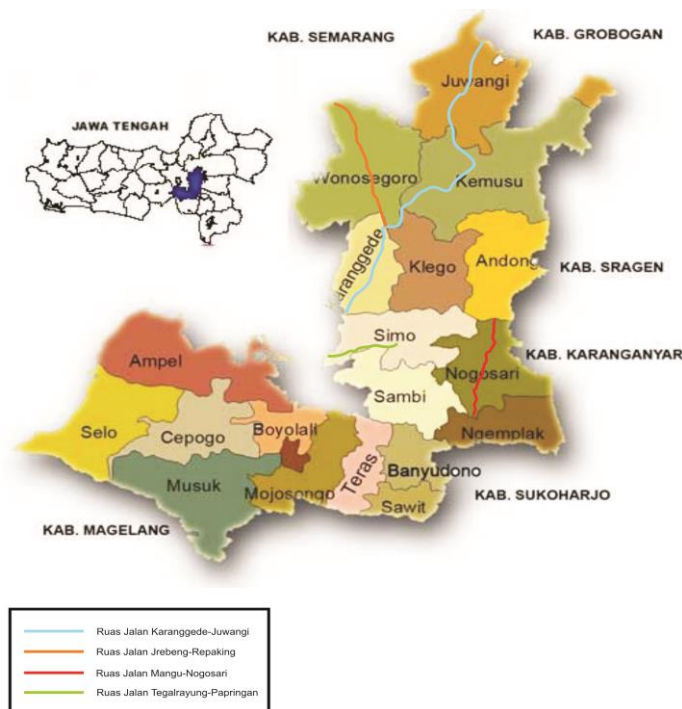 KAB. SEMARANG
KAB. GROBOGAN
Juwangi
JAWA TENGAH
Wonosegoro
Kemusu
Karanggede
Klego
Andong
KAB. SRAGEN
Simo
Ampel
KAB. KARANGANYAR
Nogosari
Sambi
Selo
Cepogo
Boyolali
Ngemplak
Teras
Banyudono
Musuk
Mojosongo
Sawit
KAB. SUKOHARJO
KAB. MAGELANG
Ruas Jalan Karanggede-Juwangi
Ruas Jalan Jrebeng-Repaking
Ruas Jalan Mangu-Nogosari
Ruas Jalan Tegalrayung-Papringan